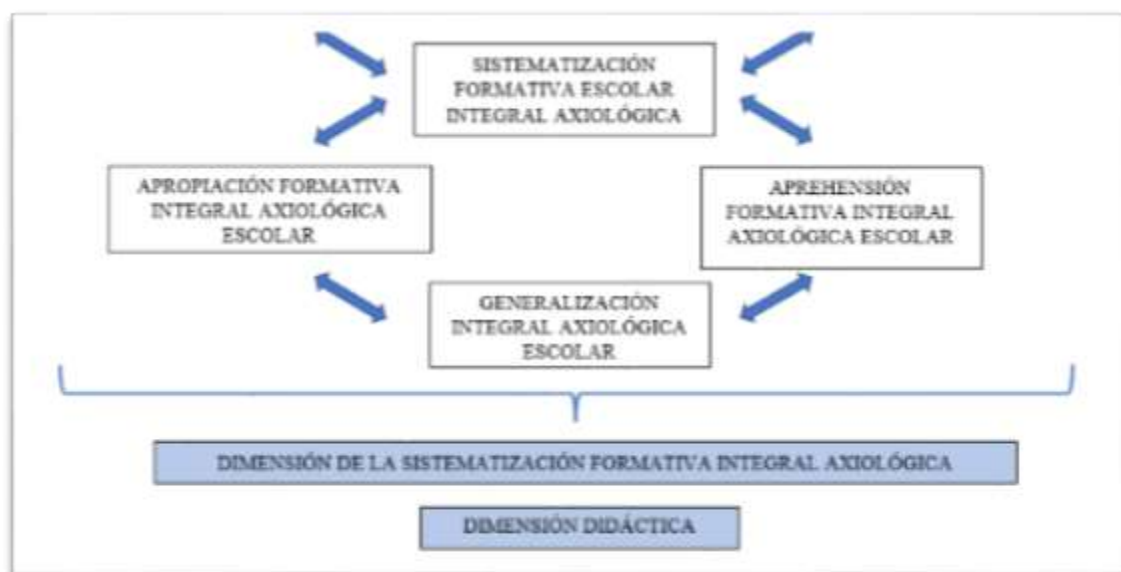 SISTEMATIZACIÓN
FORMATIVA ESCOLAR
INTEGRAL AXIOLÓGICA
APROPIACIÓN FORMATIVA
INTEGRAL AXIOLÓGICA
ESCOLAR
APREHENSIÓN
FORMATIVA INTEGRAL
AXIOLÓGICA ESCOLAR
GENERALIZACIÓN
INTEGRAL AXIOLÓGICA
ESCOLAR
DIMENSIÓN DE LA SISTEMATIZACIÓN FORMATIVA INTEGRAL AXIOLÓGICA
DIMENSIÓN DIDÁCTICA